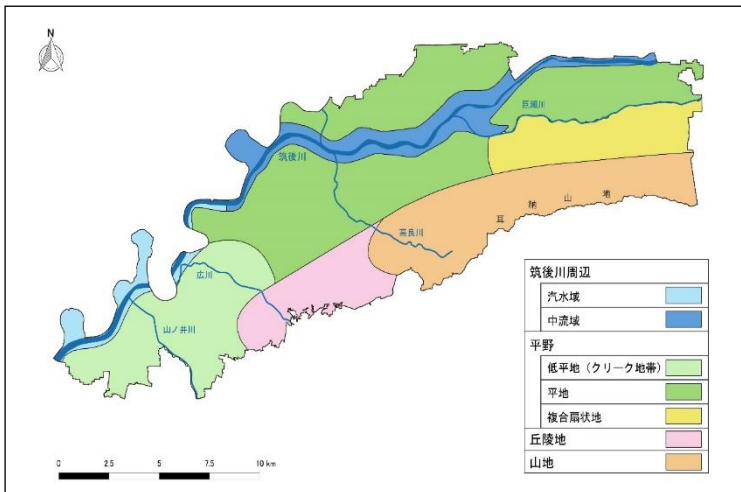 N
巨瀬川
筑後川
耳納山地
高良川
広川
山ノ井川
筑後川周辺
汽水域
中流域
平野
低平地（クリーク地帯）
平地
複合扇状地
丘陵地
山地
0 2.5 5 7.5 10 km